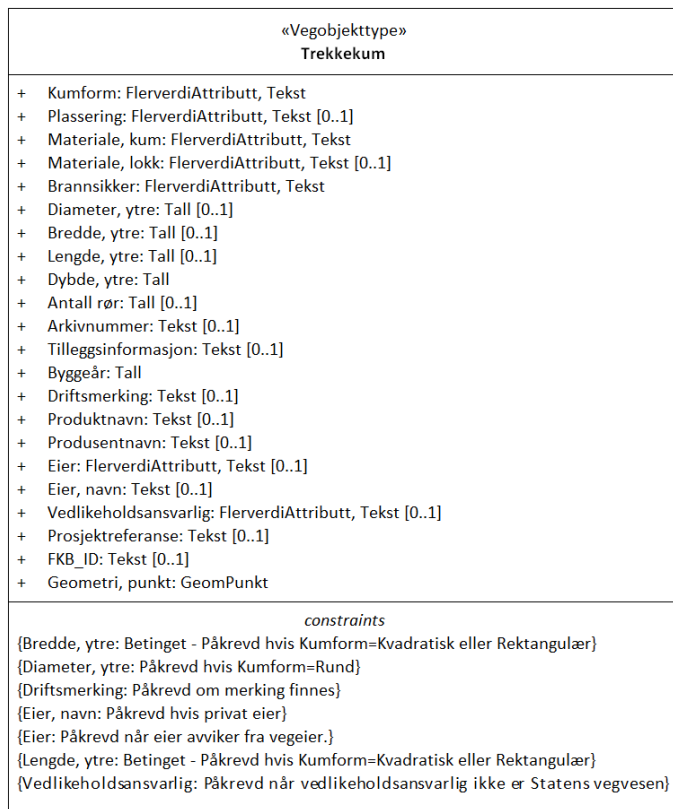 «Vegobjekttype»
Trekkekum
+ Kumform: FlerverdiAttributt, Tekst
+ Plassering: FlerverdiAttributt, Tekst [0..1]
+ Materiale, kum: FlerverdiAttributt, Tekst
+ Materiale, lokk: FlerverdiAttributt, Tekst [0..1]
+ Brannsikker: FlerverdiAttributt, Tekst
+ Diameter, ytre: Tall [0..1]
+ Bredde, ytre: Tall [0..1]
+ Lengde, ytre: Tall [0..1]
+ Dybde, ytre: Tall
+ Antall rør: Tall [0..1]
+ Arkivnummer: Tekst [0..1]
+ Tilleggsinformasjon: Tekst [0..1]
+ Byggeår: Tall
+ Driftsmerking: Tekst [0..1]
+ Produktnavn: Tekst [0..1]
+ Produsentnavn: Tekst [0..1]
+ Eier: FlerverdiAttributt, Tekst [0..1]
+ Eier, navn: Tekst [0..1]
+ Vedlikeholdsansvarlig: FlerverdiAttributt, Tekst [0..1]
+ Prosjektreferanse: Tekst [0..1]
+ FKB_ID: Tekst [0..1]
+ Geometri, punkt: GeomPunkt
constraints
{Bredde, ytre: Betinget - Påkrevd hvis Kumform=Kvadratisk eller Rektangulær}
{Diameter, ytre: Påkrevd hvis Kumform=Rund}
{Driftsmerking: Påkrevd om merking finnes}
{Eier, navn: Påkrevd hvis privat eier}
{Eier: Påkrevd når eier avviker fra vegeier.}
{Lengde, ytre: Betinget - Påkrevd hvis Kumform=Kvadratisk eller Rektangulær}
{Vedlikeholdsansvarlig: Påkrevd når vedlikeholdsansvarlig ikke er Statens vegvesen}